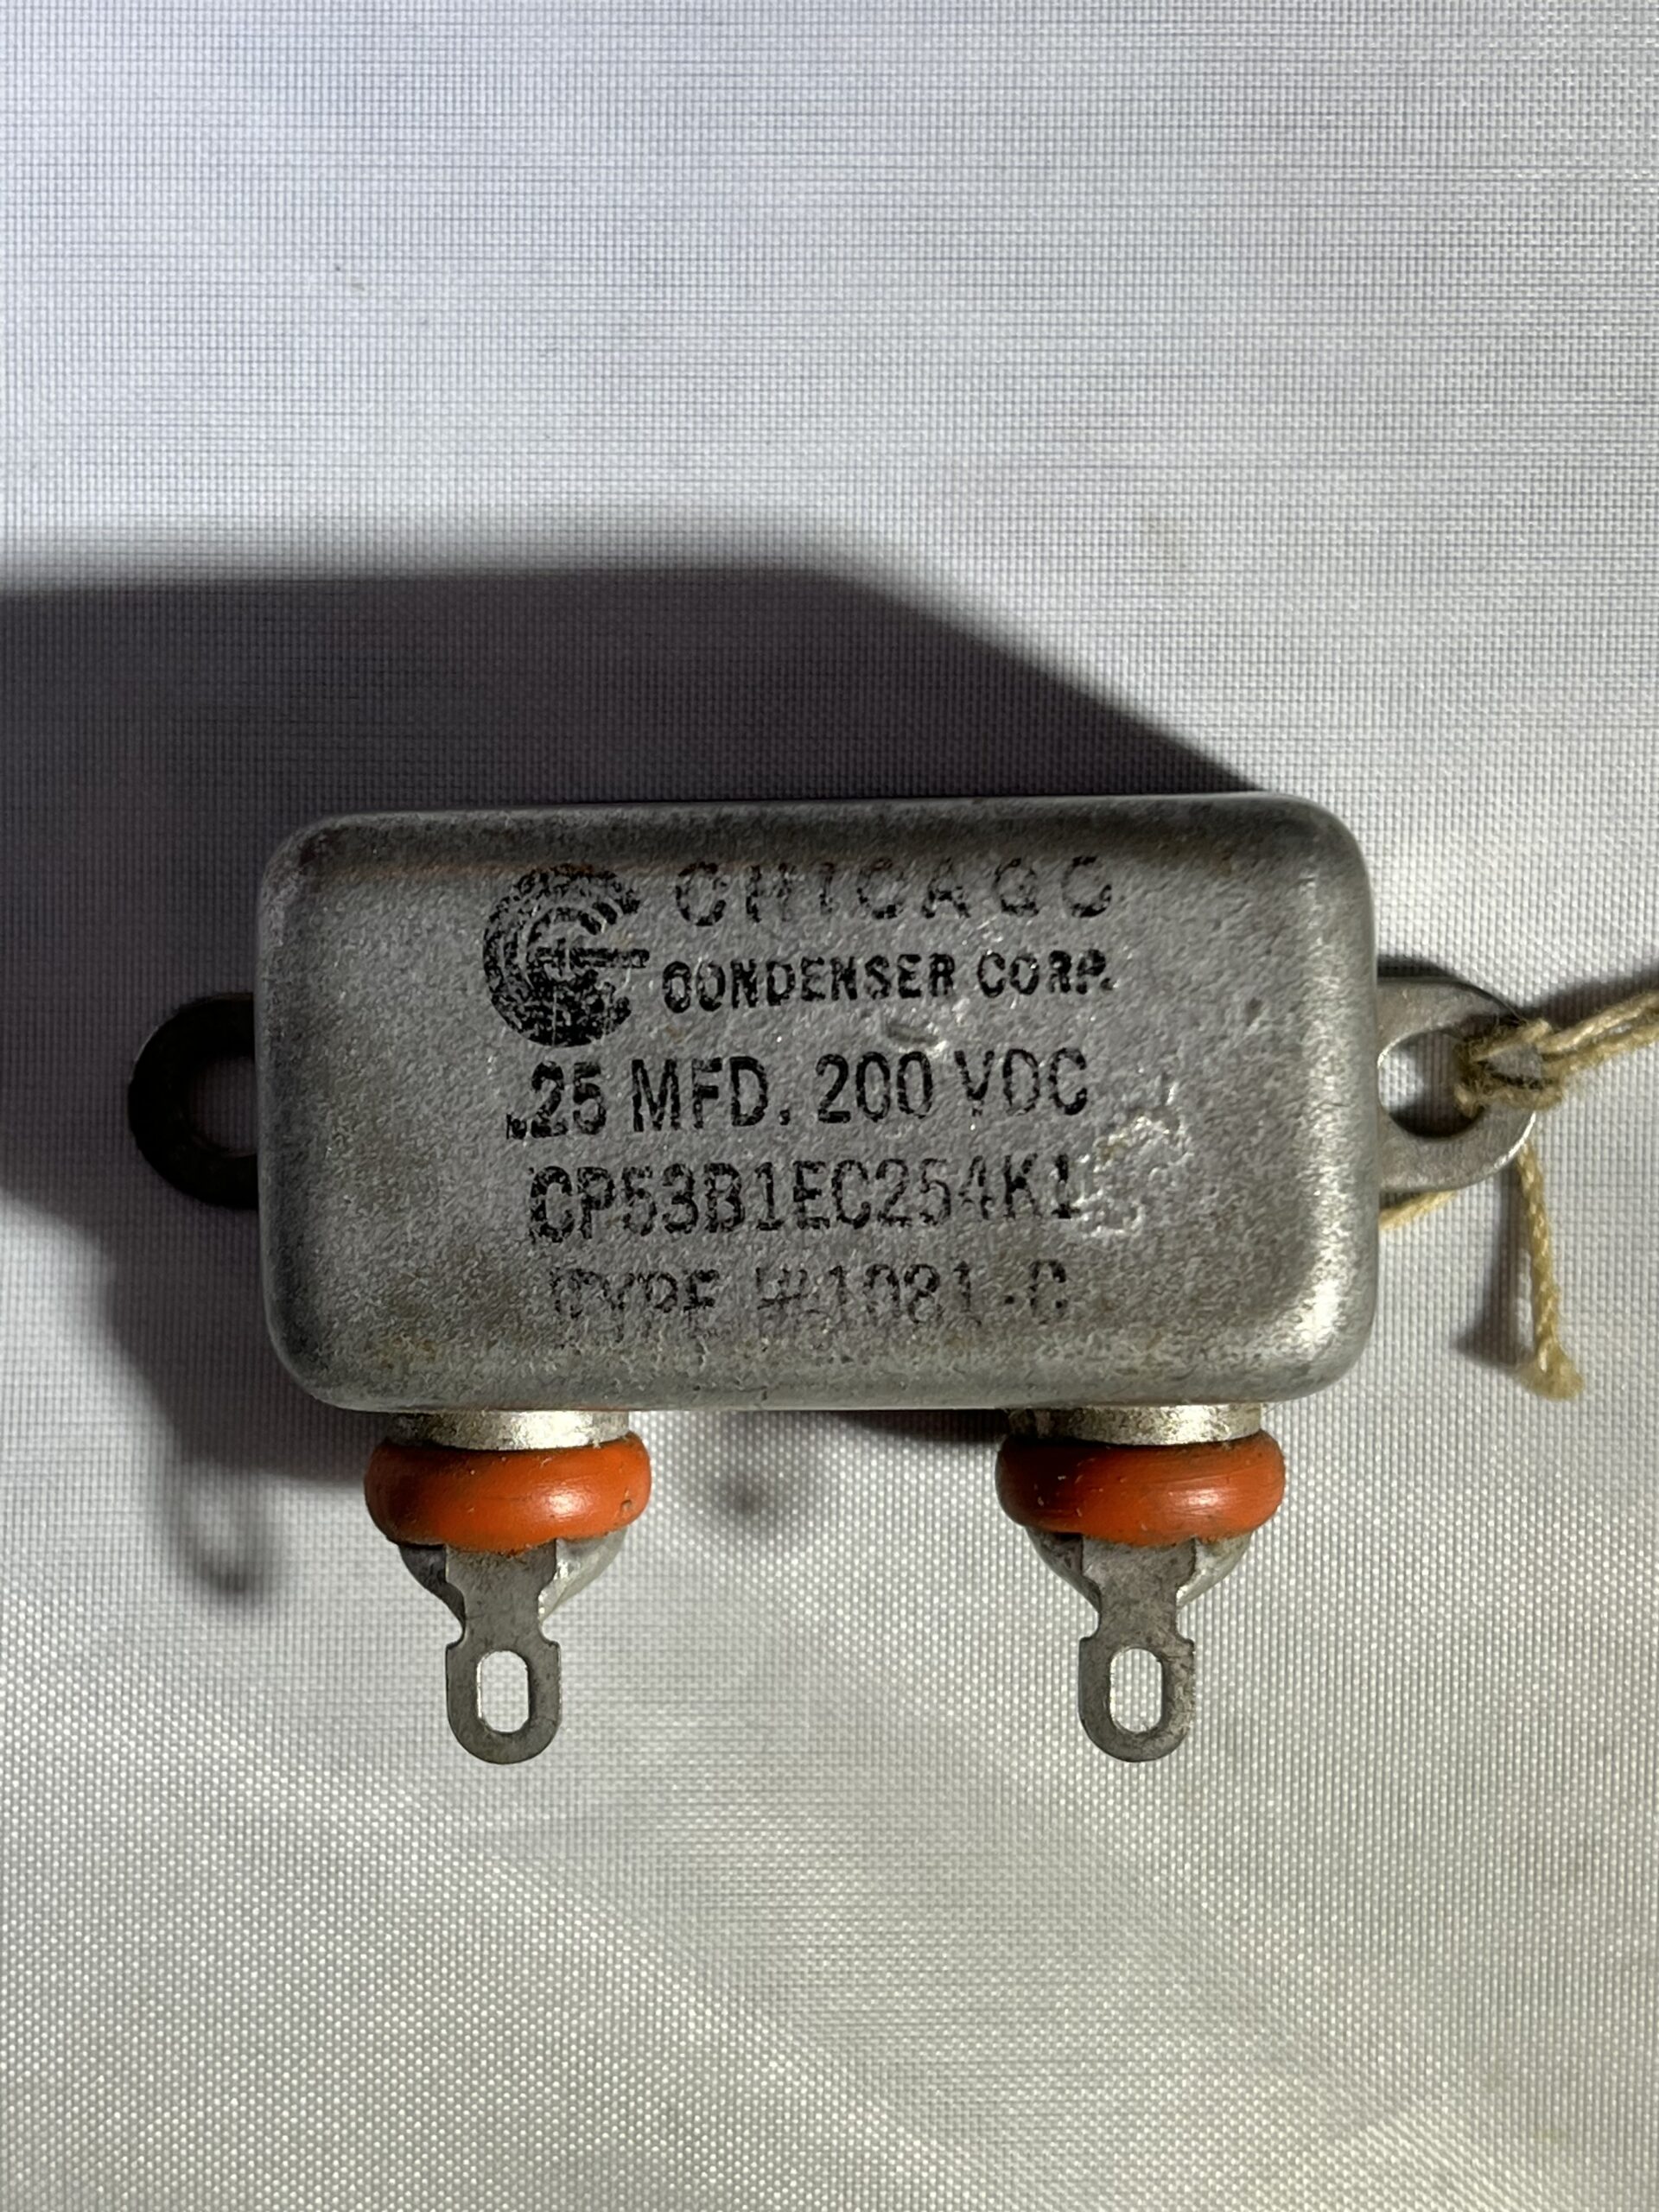 CHICAGO
CONDENSER CORP.
.25 MFD. 200 VDC
CP53B1EC254K1
TYPE #1081-C